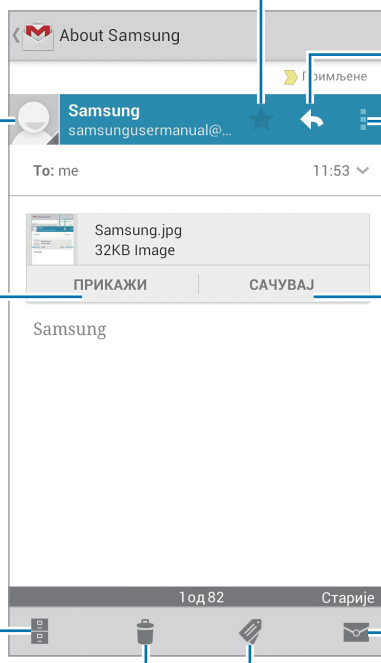 About Samsung
Примљене
Samsung
samsungusermanual@...
To: me 11:53
Samsung.jpg
32KB Image
ПРИКАЖИ САЧУВАЈ
Samsung
1 од 82 Старије